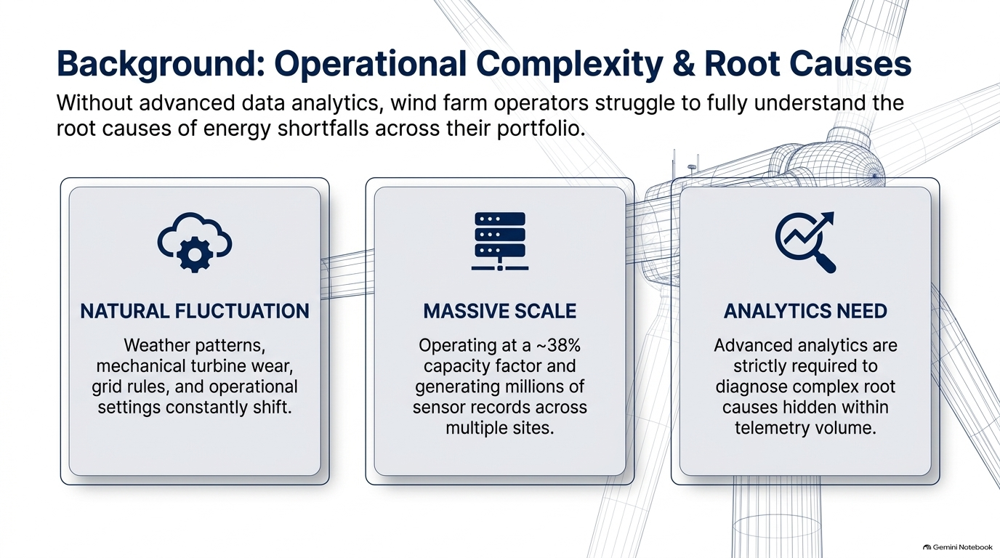 Background: Operational Complexity & Root Causes
Without advanced data analytics, wind farm operators struggle to fully understand the
root causes of energy shortfalls across their portfolio.
NATURAL FLUCTUATION
Weather patterns,
mechanical turbine wear,
grid rules, and operational
settings constantly shift.
MASSIVE SCALE
Operating at a ~38%
capacity factor and
generating millions of
sensor records across
multiple sites.
ANALYTICS NEED
Advanced analytics are
strictly required to
diagnose complex root
causes hidden within
telemetry volume.
Gemini Notebook